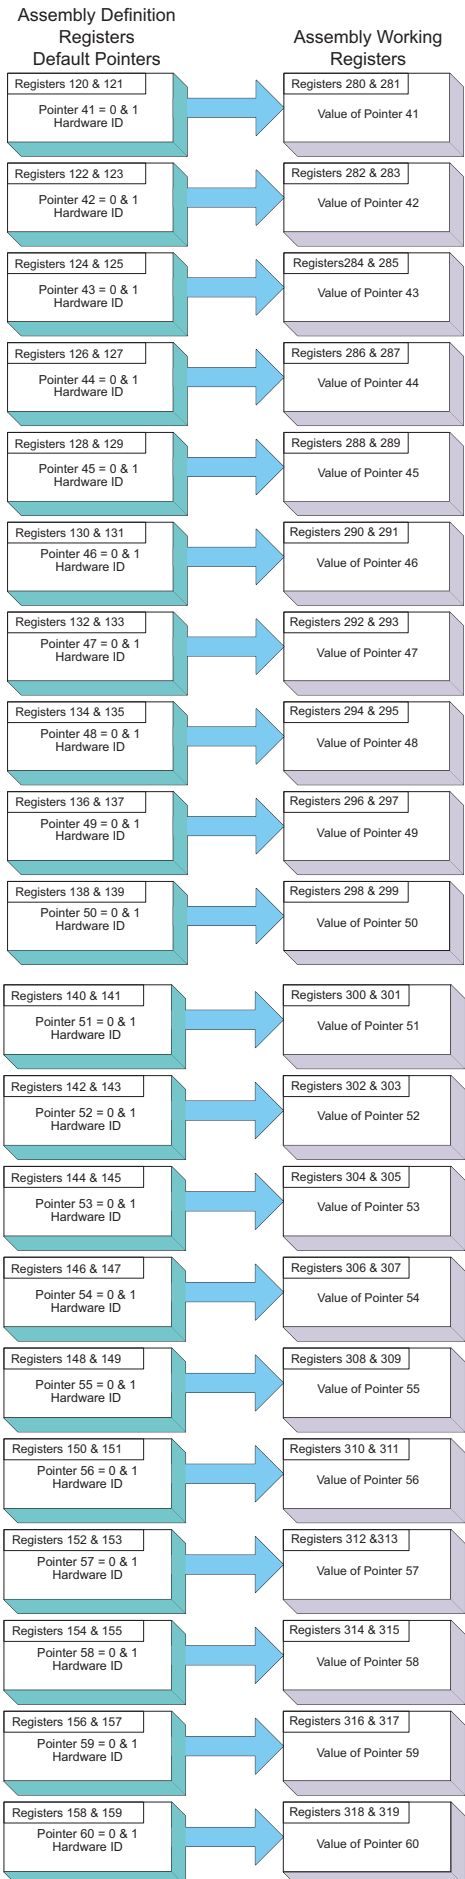 Assembly Definition
Registers
Default Pointers
Assembly Working
Registers
Registers 120 & 121
Pointer 41 = 0 & 1
Hardware ID
Registers 280 & 281
Value of Pointer 41
Registers 122 & 123
Pointer 42 = 0 & 1
Hardware ID
Registers 282 & 283
Value of Pointer 42
Registers 124 & 125
Pointer 43 = 0 & 1
Hardware ID
Registers284 & 285
Value of Pointer 43
Registers 126 & 127
Pointer 44 = 0 & 1
Hardware ID
Registers 286 & 287
Value of Pointer 44
Registers 128 & 129
Pointer 45 = 0 & 1
Hardware ID
Registers 288 & 289
Value of Pointer 45
Registers 130 & 131
Pointer 46 = 0 & 1
Hardware ID
Registers 290 & 291
Value of Pointer 46
Registers 132 & 133
Pointer 47 = 0 & 1
Hardware ID
Registers 292 & 293
Value of Pointer 47
Registers 134 & 135
Pointer 48 = 0 & 1
Hardware ID
Registers 294 & 295
Value of Pointer 48
Registers 136 & 137
Pointer 49 = 0 & 1
Hardware ID
Registers 296 & 297
Value of Pointer 49
Registers 138 & 139
Pointer 50 = 0 & 1
Hardware ID
Registers 298 & 299
Value of Pointer 50
Registers 140 & 141
Pointer 51 = 0 & 1
Hardware ID
Registers 300 & 301
Value of Pointer 51
Registers 142 & 143
Pointer 52 = 0 & 1
Hardware ID
Registers 302 & 303
Value of Pointer 52
Registers 144 & 145
Pointer 53 = 0 & 1
Hardware ID
Registers 304 & 305
Value of Pointer 53
Registers 146 & 147
Pointer 54 = 0 & 1
Hardware ID
Registers 306 & 307
Value of Pointer 54
Registers 148 & 149
Pointer 55 = 0 & 1
Hardware ID
Registers 308 & 309
Value of Pointer 55
Registers 150 & 151
Pointer 56 = 0 & 1
Hardware ID
Registers 310 & 311
Value of Pointer 56
Registers 152 & 153
Pointer 57 = 0 & 1
Hardware ID
Registers 312 &313
Value of Pointer 57
Registers 154 & 155
Pointer 58 = 0 & 1
Hardware ID
Registers 314 & 315
Value of Pointer 58
Registers 156 & 157
Pointer 59 = 0 & 1
Hardware ID
Registers 316 & 317
Value of Pointer 59
Registers 158 & 159
Pointer 60 = 0 & 1
Hardware ID
Registers 318 & 319
Value of Pointer 60